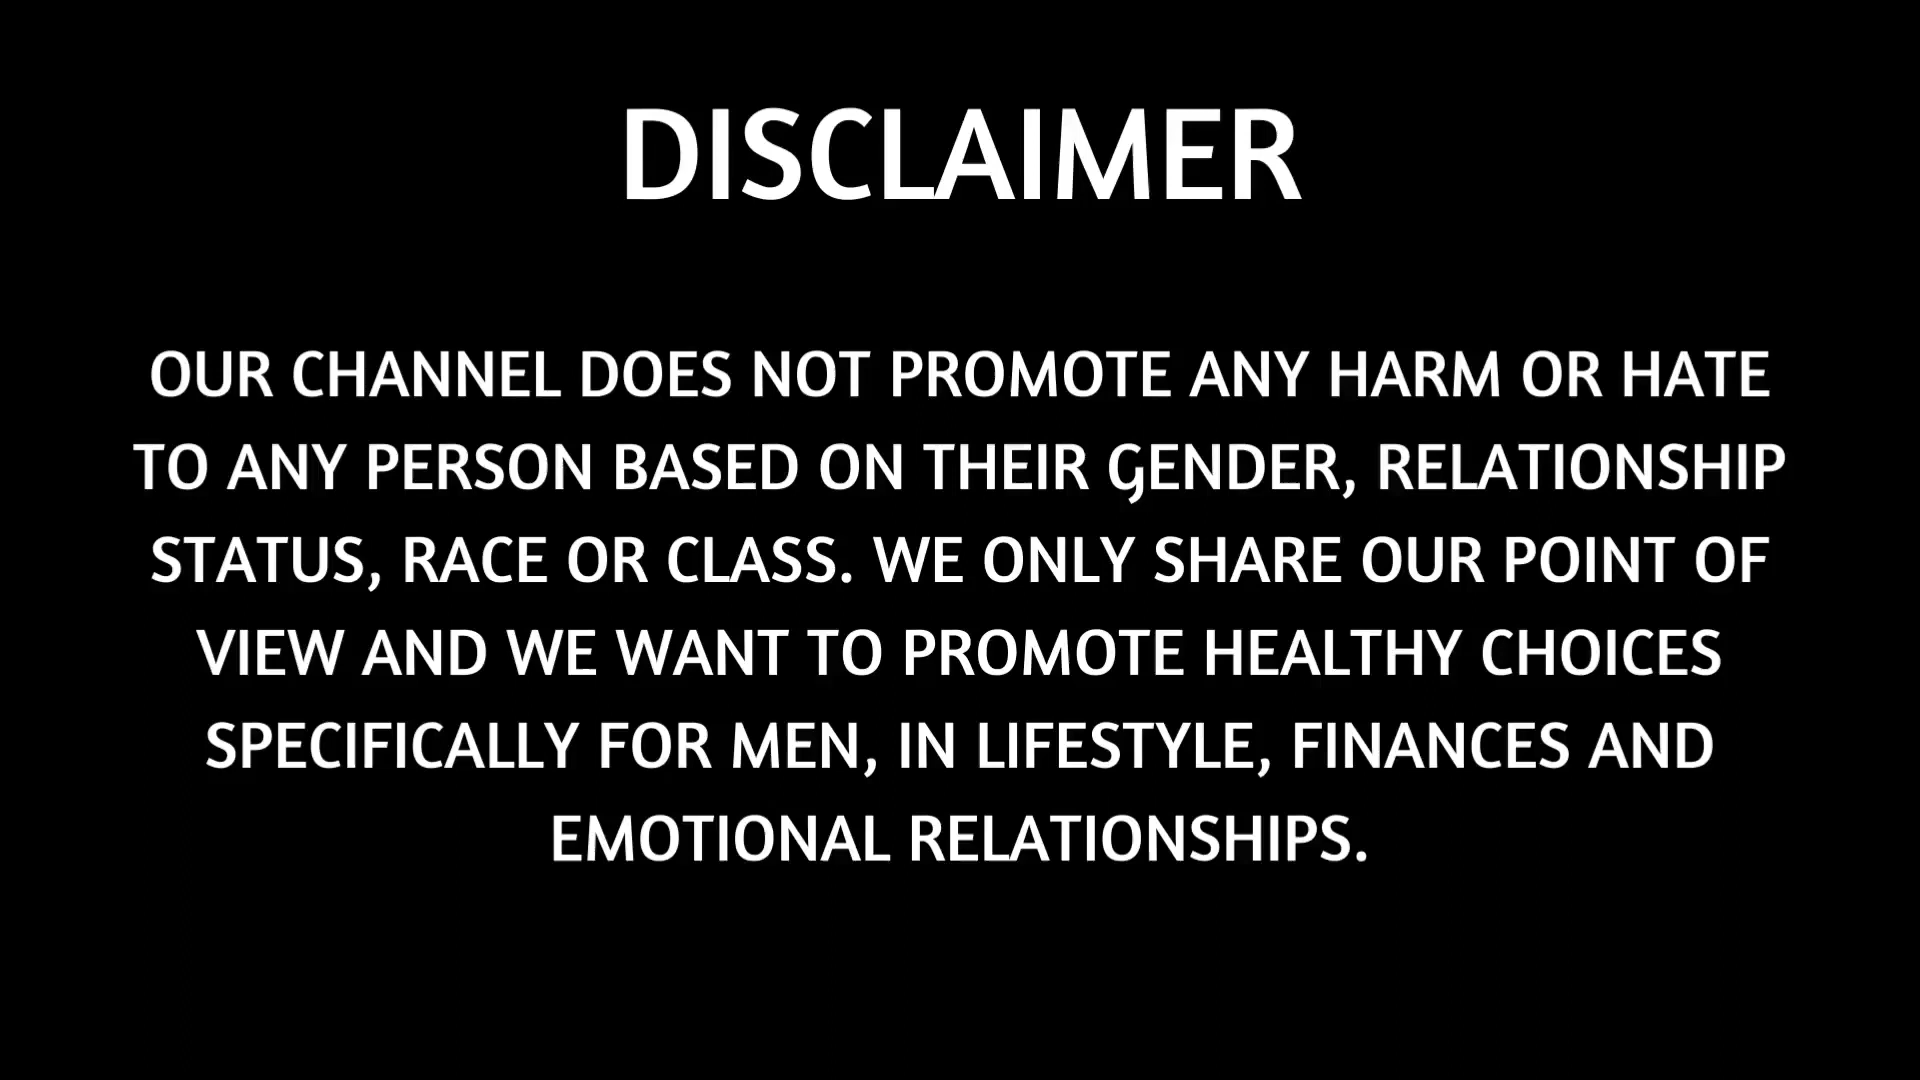 DISCLAIMER
OUR CHANNEL DOES NOT PROMOTE ANY HARM OR HATE
TO ANY PERSON BASED ON THEIR GENDER, RELATIONSHIP
STATUS, RACE OR CLASS. WE ONLY SHARE OUR POINT OF
VIEW AND WE WANT TO PROMOTE HEALTHY CHOICES
SPECIFICALLY FOR MEN, IN LIFESTYLE, FINANCES AND
EMOTIONAL RELATIONSHIPS.